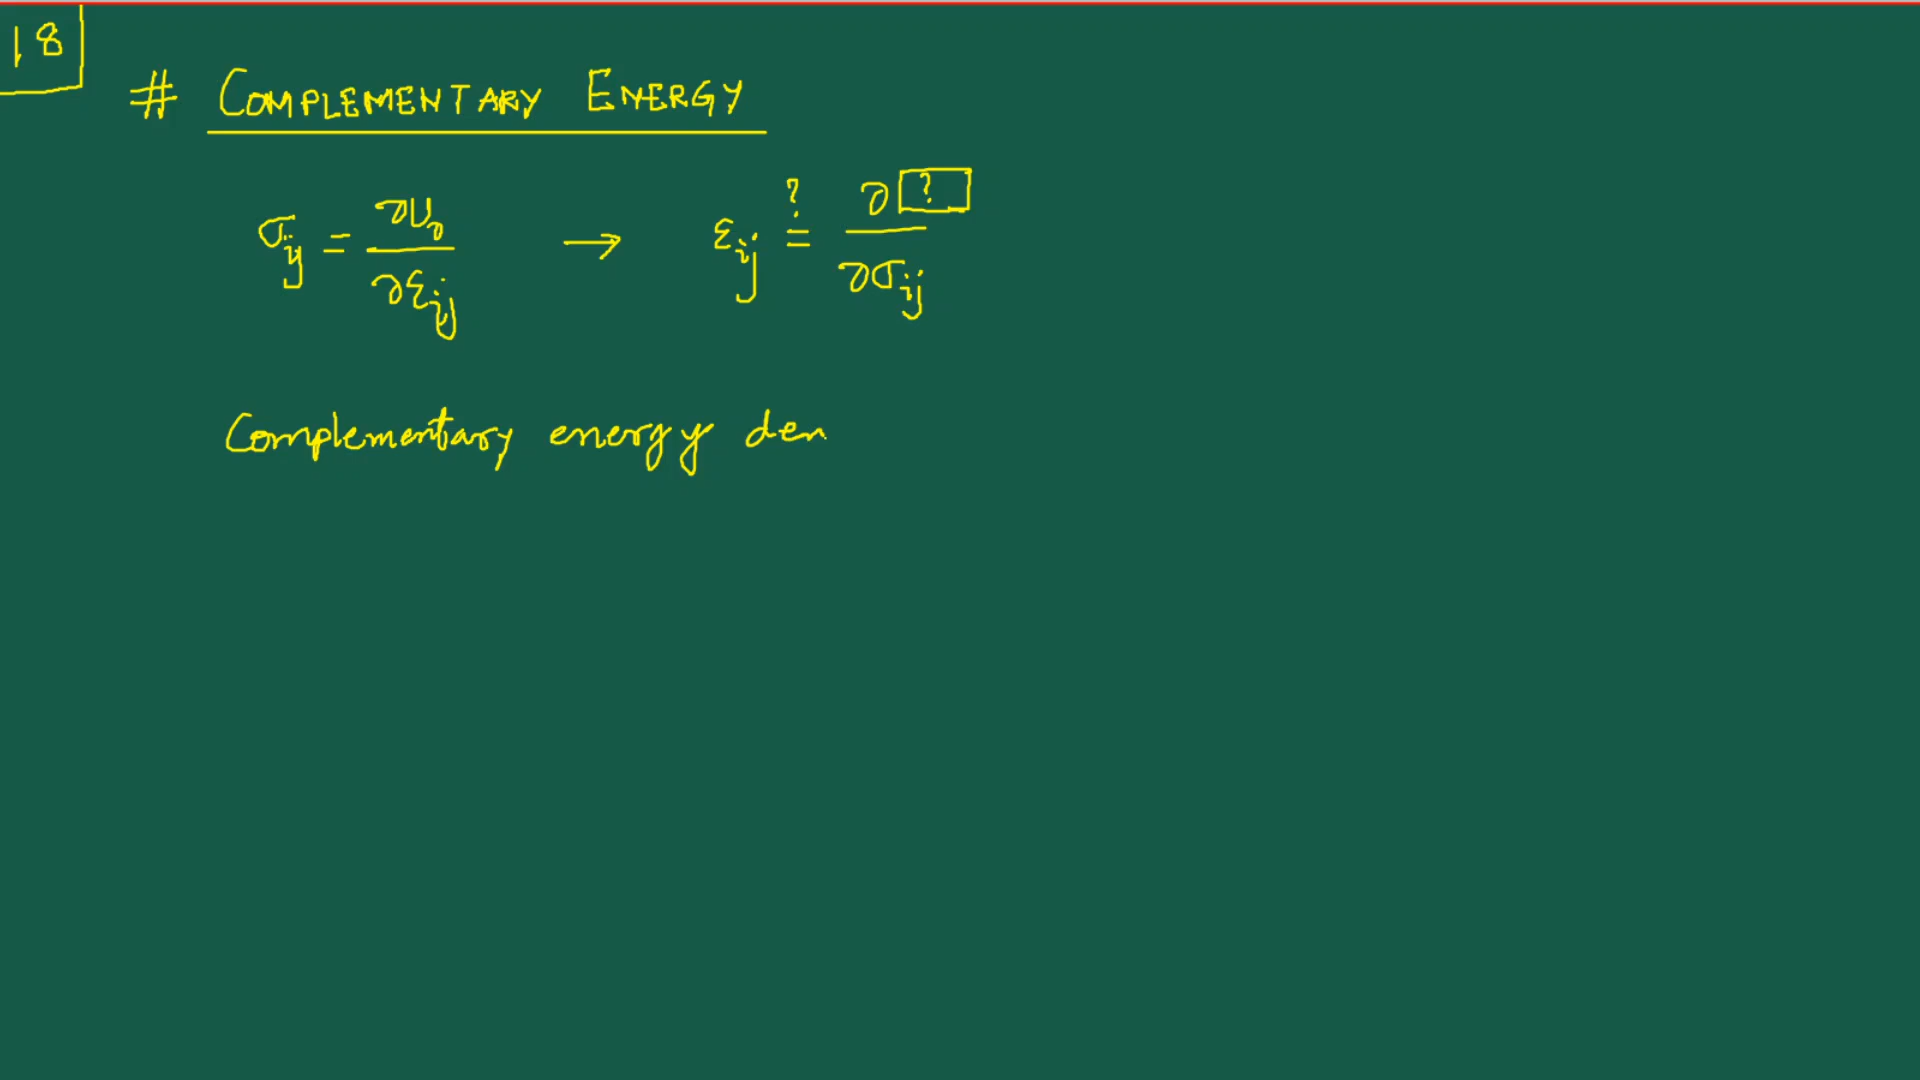 18
# COMPLEMENTARY ENERGY
σij = ∂U₀/∂εij → εij ?= ∂[?]/∂σij
Complementary energy den